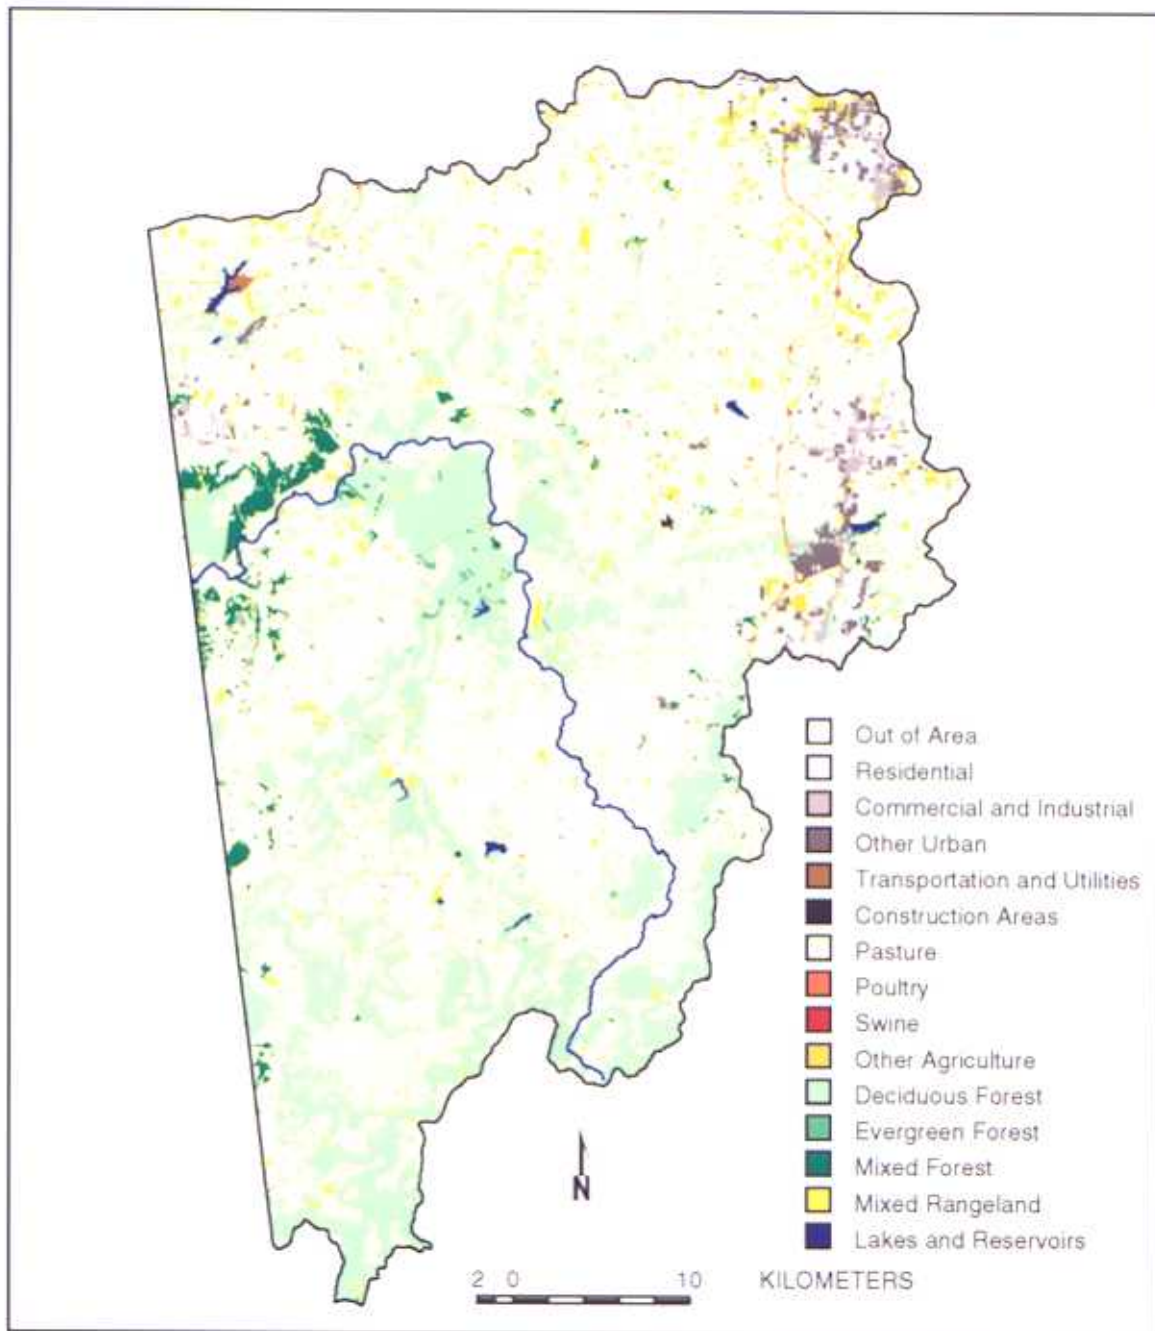 Out of Area
Residential
Commercial and Industrial
Other Urban
Transportation and Utilities
Construction Areas
Pasture
Poultry
Swine
Other Agriculture
Deciduous Forest
Evergreen Forest
Mixed Forest
Mixed Rangeland
Lakes and Reservoirs
N
2 0 10 KILOMETERS